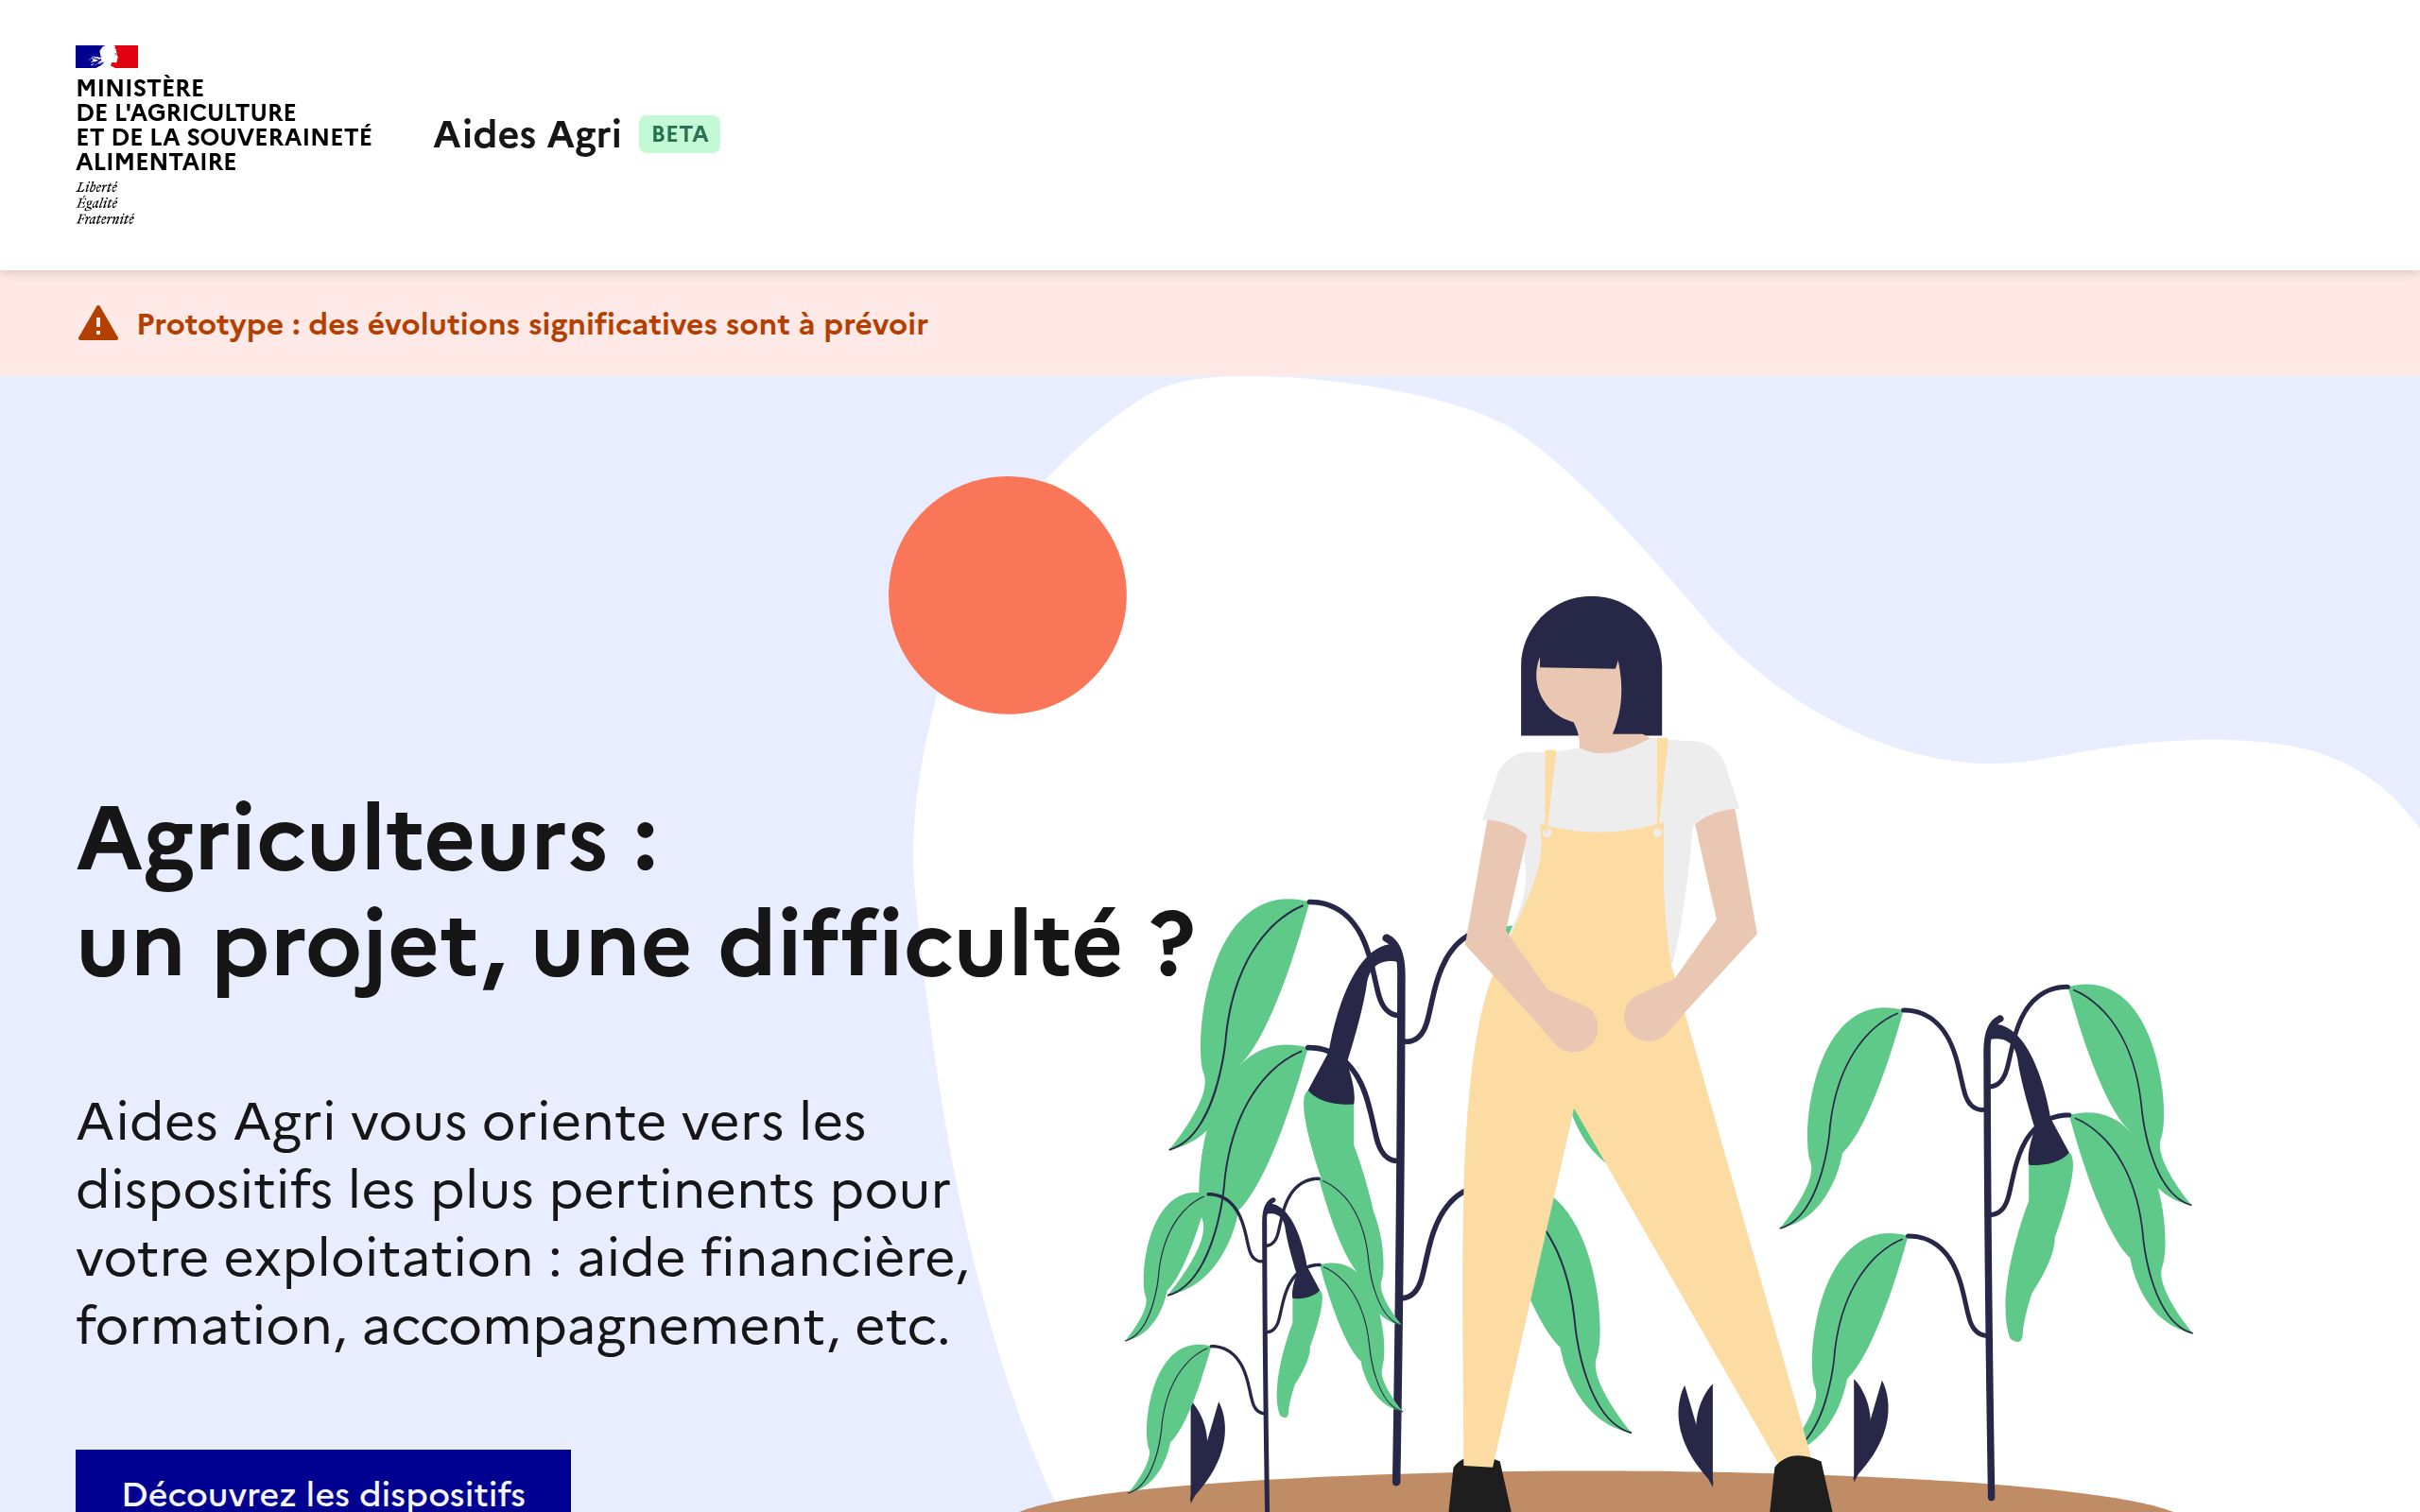 MINISTÈRE
DE L'AGRICULTURE
ET DE LA SOUVERAINETÉ
ALIMENTAIRE
Liberté
Égalité
Fraternité
Aides Agri BETA
Prototype : des évolutions significatives sont à prévoir
Agriculteurs :
un projet, une difficulté ?
Aides Agri vous oriente vers les
dispositifs les plus pertinents pour
votre exploitation : aide financière,
formation, accompagnement, etc.
Découvrez les dispositifs